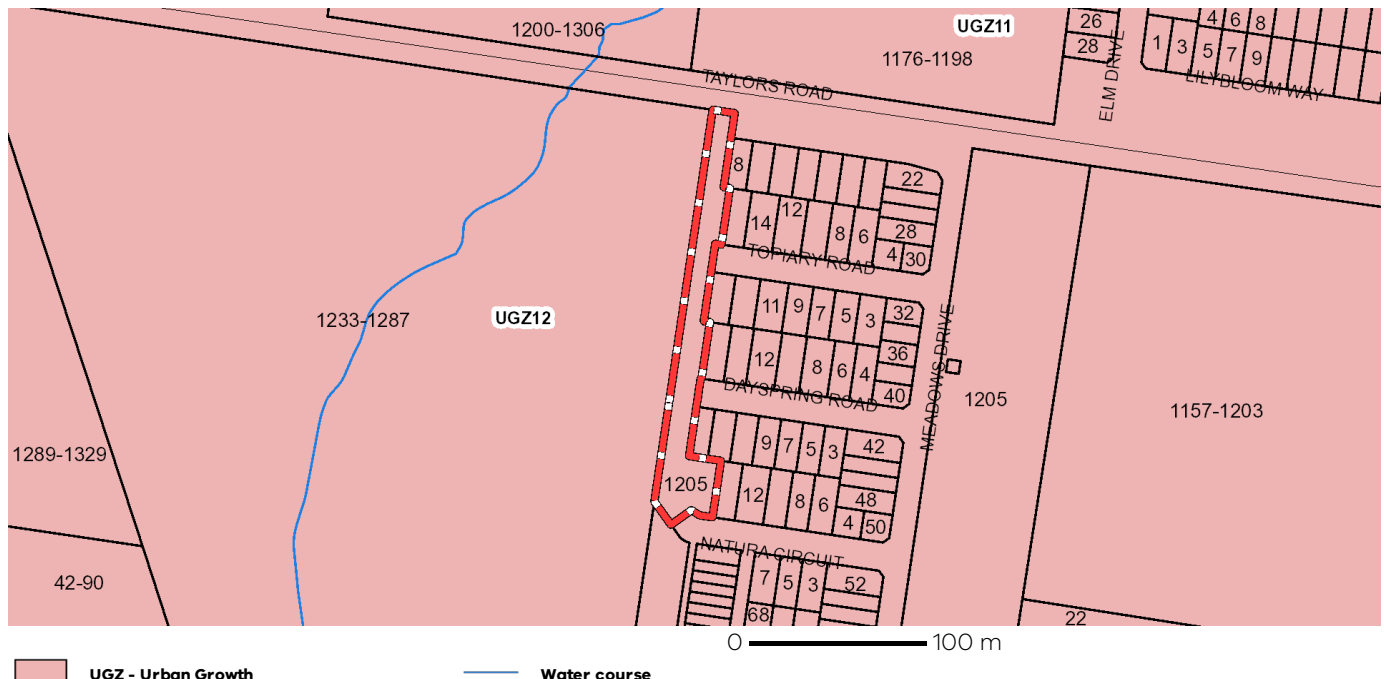 1200-1306
UGZ11
26
4 6 8
1176-1198
28
1 3 5 7 9
ELM DRIVE
LILYBLOOM WAY
TAYLORS ROAD
8
22
14 12 8 6
28
4 30
TOPIARY ROAD
1233-1287
UGZ12
11 9 7 5 3
32
36
12 8 6 4
40
DAYSPRING ROAD
MEADOWS DRIVE
1205
1157-1203
1289-1329
9 7 5 3
42
1205
12 8 6
48
4 50
NATURA CIRCUIT
42-90
7 5 3
52
68
22
0 100 m
UGZ - Urban Growth
Water course